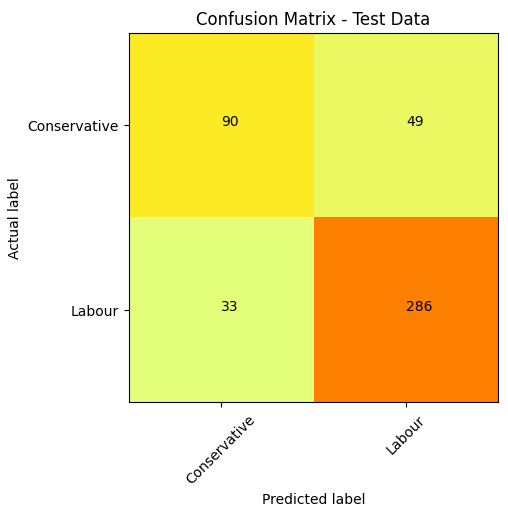 Confusion Matrix - Test Data
Actual label
Conservative
90
49
Labour
33
286
Conservative
Labour
Predicted label